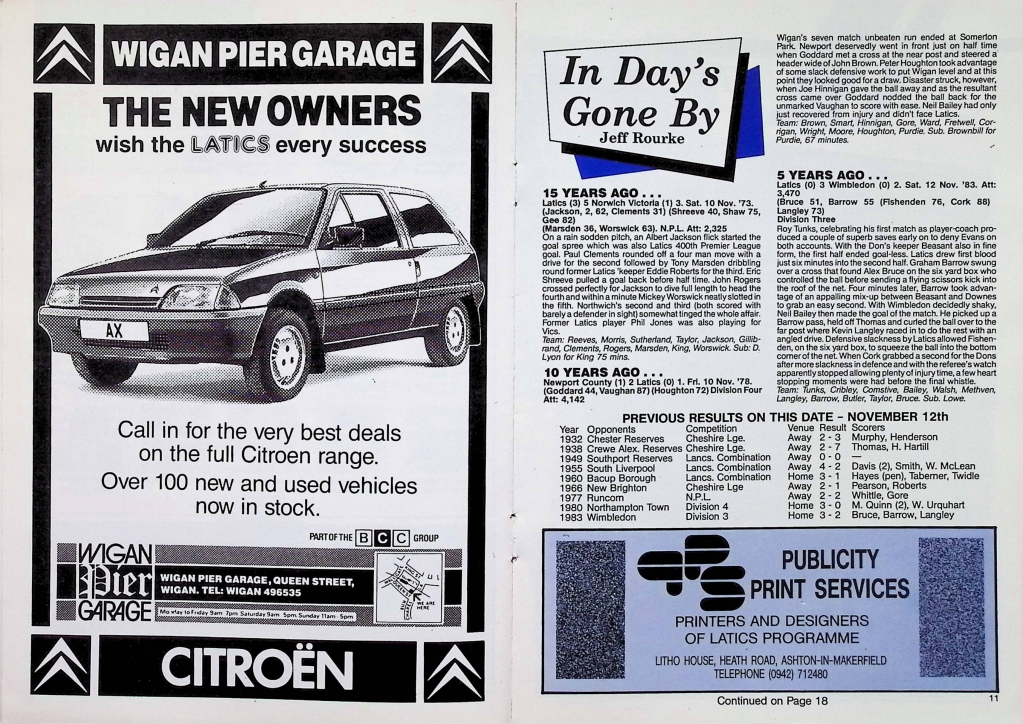 WIGAN PIER GARAGE
THE NEW OWNERS
wish the LATICS every success
AX
Call in for the very best deals
on the full Citroen range.
Over 100 new and used vehicles
now in stock.
PART OF THE BCC GROUP
WIGAN
Pier
GARAGE
WIGAN PIER GARAGE, QUEEN STREET,
WIGAN. TEL: WIGAN 496535
Monday to Friday 9am 7pm Saturday 9am 5pm Sunday 11am 5pm
WE ARE
HERE
CITROËN
In Day's
Gone By
Jeff Rourke
15 YEARS AGO . . .
Latics (3) 5 Norwich Victoria (1) 3. Sat. 10 Nov. '73.
(Jackson, 2, 62, Clements 31) (Shreeve 40, Shaw 75,
Gee 82)
(Marsden 36, Worswick 63). N.P.L. Att: 2,325
On a rain sodden pitch, an Albert Jackson flick started the
goal spree which was also Latics 400th Premier League
goal. Paul Clements rounded off a four man move with a
drive for the second followed by Tony Marsden dribbling
round former Latics 'keeper Eddie Roberts for the third. Eric
Shreeve pulled a goal back before half time. John Rogers
crossed perfectly for Jackson to dive full length to head the
fourth and within a minute Mickey Worswick neatly slotted in
the fifth. Northwich's second and third (both scored with
barely a defender in sight) somewhat tinged the whole affair.
Former Latics player Phil Jones was also playing for
Vics.
Team: Reeves, Morris, Sutherland, Taylor, Jackson, Gillib-
rand, Clements, Rogers, Marsden, King, Worswick. Sub: D.
Lyon for King 75 mins.
10 YEARS AGO . . .
Newport County (1) 2 Latics (0) 1. Fri. 10 Nov. '78.
(Goddard 44, Vaughan 87) (Houghton 72) Division Four
Att: 4,142
Wigan's seven match unbeaten run ended at Somerton
Park. Newport deservedly went in front just on half time
when Goddard met a cross at the near post and steered a
header wide of John Brown. Peter Houghton took advantage
of some slack defensive work to put Wigan level and at this
point they looked good for a draw. Disaster struck, however,
when Joe Hinnigan gave the ball away and as the resultant
cross came over Goddard nodded the ball back for the
unmarked Vaughan to score with ease. Neil Bailey had only
just recovered from injury and didn't face Latics.
Team: Brown, Smart, Hinnigan, Gore, Ward, Fretwell, Cor-
rigan, Wright, Moore, Houghton, Purdie. Sub. Brownbill for
Purdie, 67 minutes.
5 YEARS AGO . . .
Latics (0) 3 Wimbledon (0) 2. Sat. 12 Nov. '83. Att:
3,470
(Bruce 51, Barrow 55 (Fishenden 76, Cork 88)
Langley 73)
Division Three
Roy Tunks, celebrating his first match as player-coach pro-
duced a couple of superb saves early on to deny Evans on
both accounts. With the Don's keeper Beasant also in fine
form, the first half ended goal-less. Latics drew first blood
just six minutes into the second half. Graham Barrow swung
over a cross that found Alex Bruce on the six yard box who
controlled the ball before sending a flying scissors kick into
the roof of the net. Four minutes later, Barrow took advan-
tage of an appalling mix-up between Beasant and Downes
to grab an easy second. With Wimbledon decidedly shaky,
Neil Bailey then made the goal of the match. He picked up a
Barrow pass, held off Thomas and curled the ball over to the
far post where Kevin Langley raced in to do the rest with an
angled drive. Defensive slackness by Latics allowed Fishen-
den, on the six yard box, to squeeze the ball into the bottom
corner of the net. When Cork grabbed a second for the Dons
after more slackness in defence and with the referee's watch
apparently stopped allowing plenty of injury time, a few heart
stopping moments were had before the final whistle.
Team: Tunks, Cribley, Comstive, Bailey, Walsh, Methven,
Langley, Barrow, Butler, Taylor, Bruce. Sub. Lowe.
PREVIOUS RESULTS ON THIS DATE – NOVEMBER 12th
Year Opponents Competition Venue Result Scorers
1932 Chester Reserves Cheshire Lge. Away 2 - 3 Murphy, Henderson
1938 Crewe Alex. Reserves Cheshire Lge. Away 2 - 7 Thomas, H. Hartill
1949 Southport Reserves Lancs. Combination Away 0 - 0 —
1955 South Liverpool Lancs. Combination Away 4 - 2 Davis (2), Smith, W. McLean
1960 Bacup Borough Lancs. Combination Home 3 - 1 Hayes (pen), Taberner, Twidle
1966 New Brighton Cheshire Lge Away 2 - 1 Pearson, Roberts
1977 Runcorn N.P.L. Away 2 - 2 Whittle, Gore
1980 Northampton Town Division 4 Home 3 - 0 M. Quinn (2), W. Urquhart
1983 Wimbledon Division 3 Home 3 - 2 Bruce, Barrow, Langley
PUBLICITY
PRINT SERVICES
PRINTERS AND DESIGNERS
OF LATICS PROGRAMME
LITHO HOUSE, HEATH ROAD, ASHTON-IN-MAKERFIELD
TELEPHONE (0942) 712480
Continued on Page 18
11